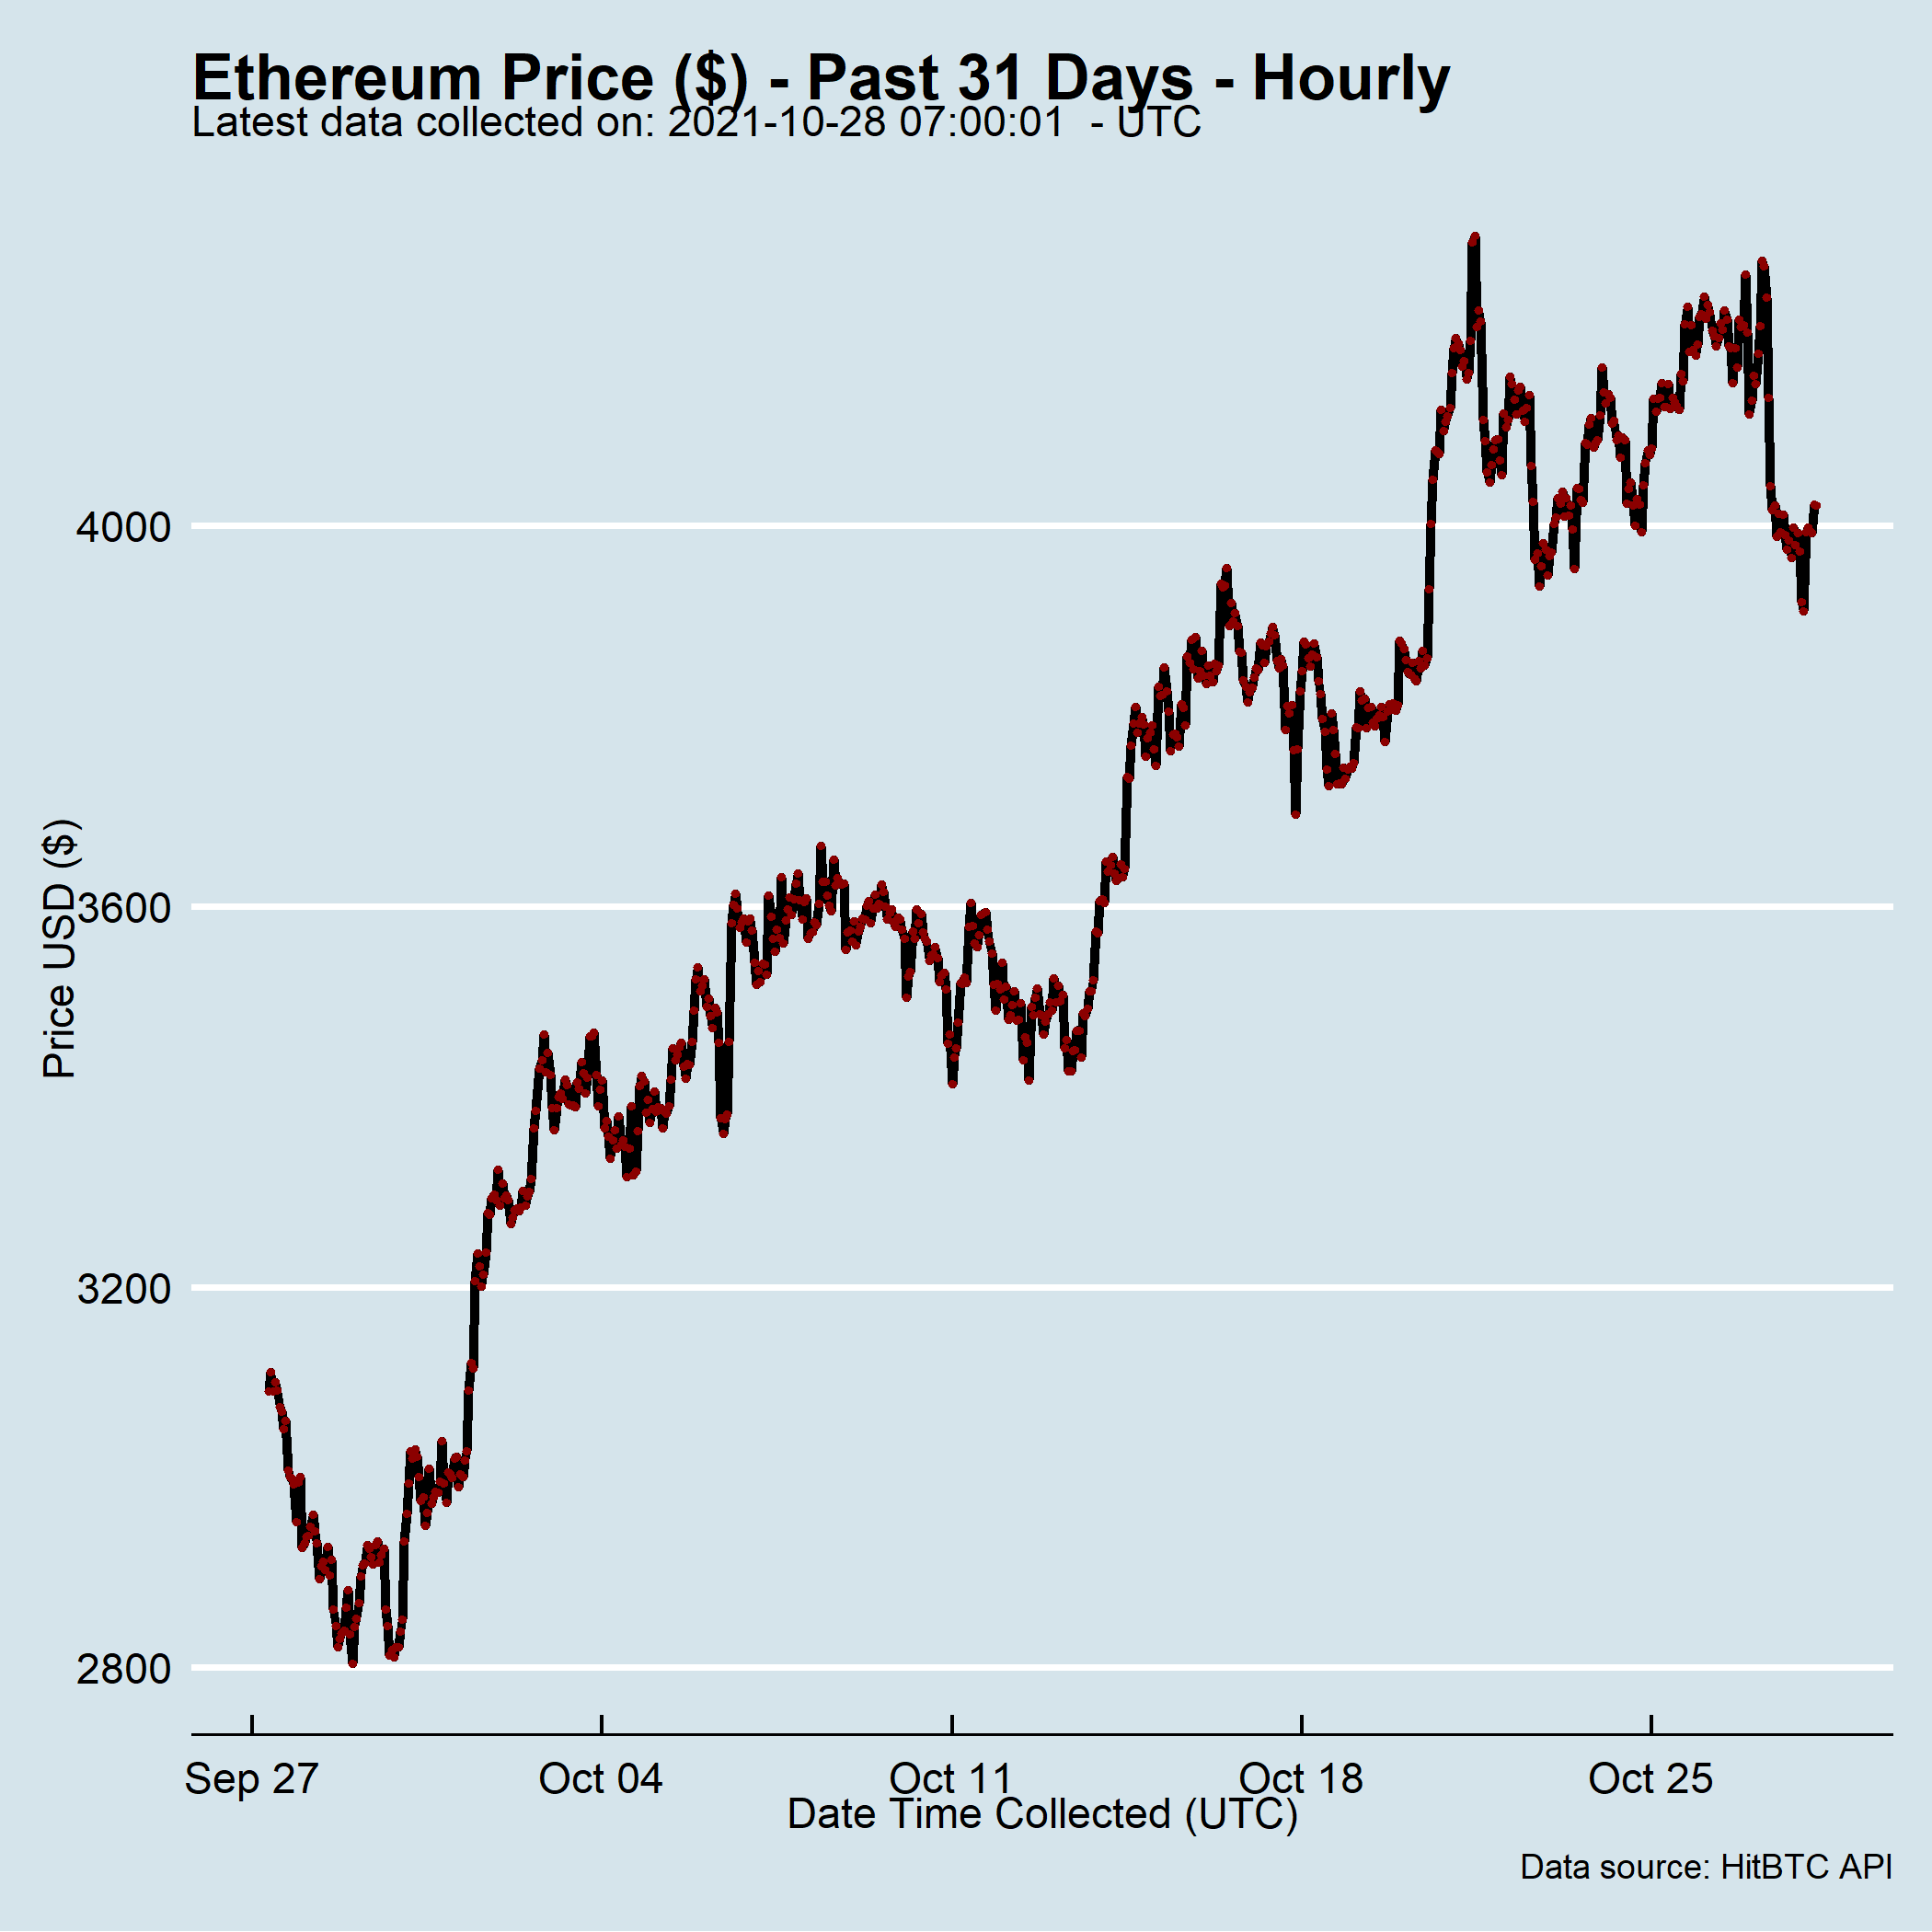 Ethereum Price ($) - Past 31 Days - Hourly
Latest data collected on: 2021-10-28 07:00:01  - UTC
Price USD ($)
4000
3600
3200
2800
Sep 27
Oct 04
Oct 11
Oct 18
Oct 25
Date Time Collected (UTC)
Data source: HitBTC API